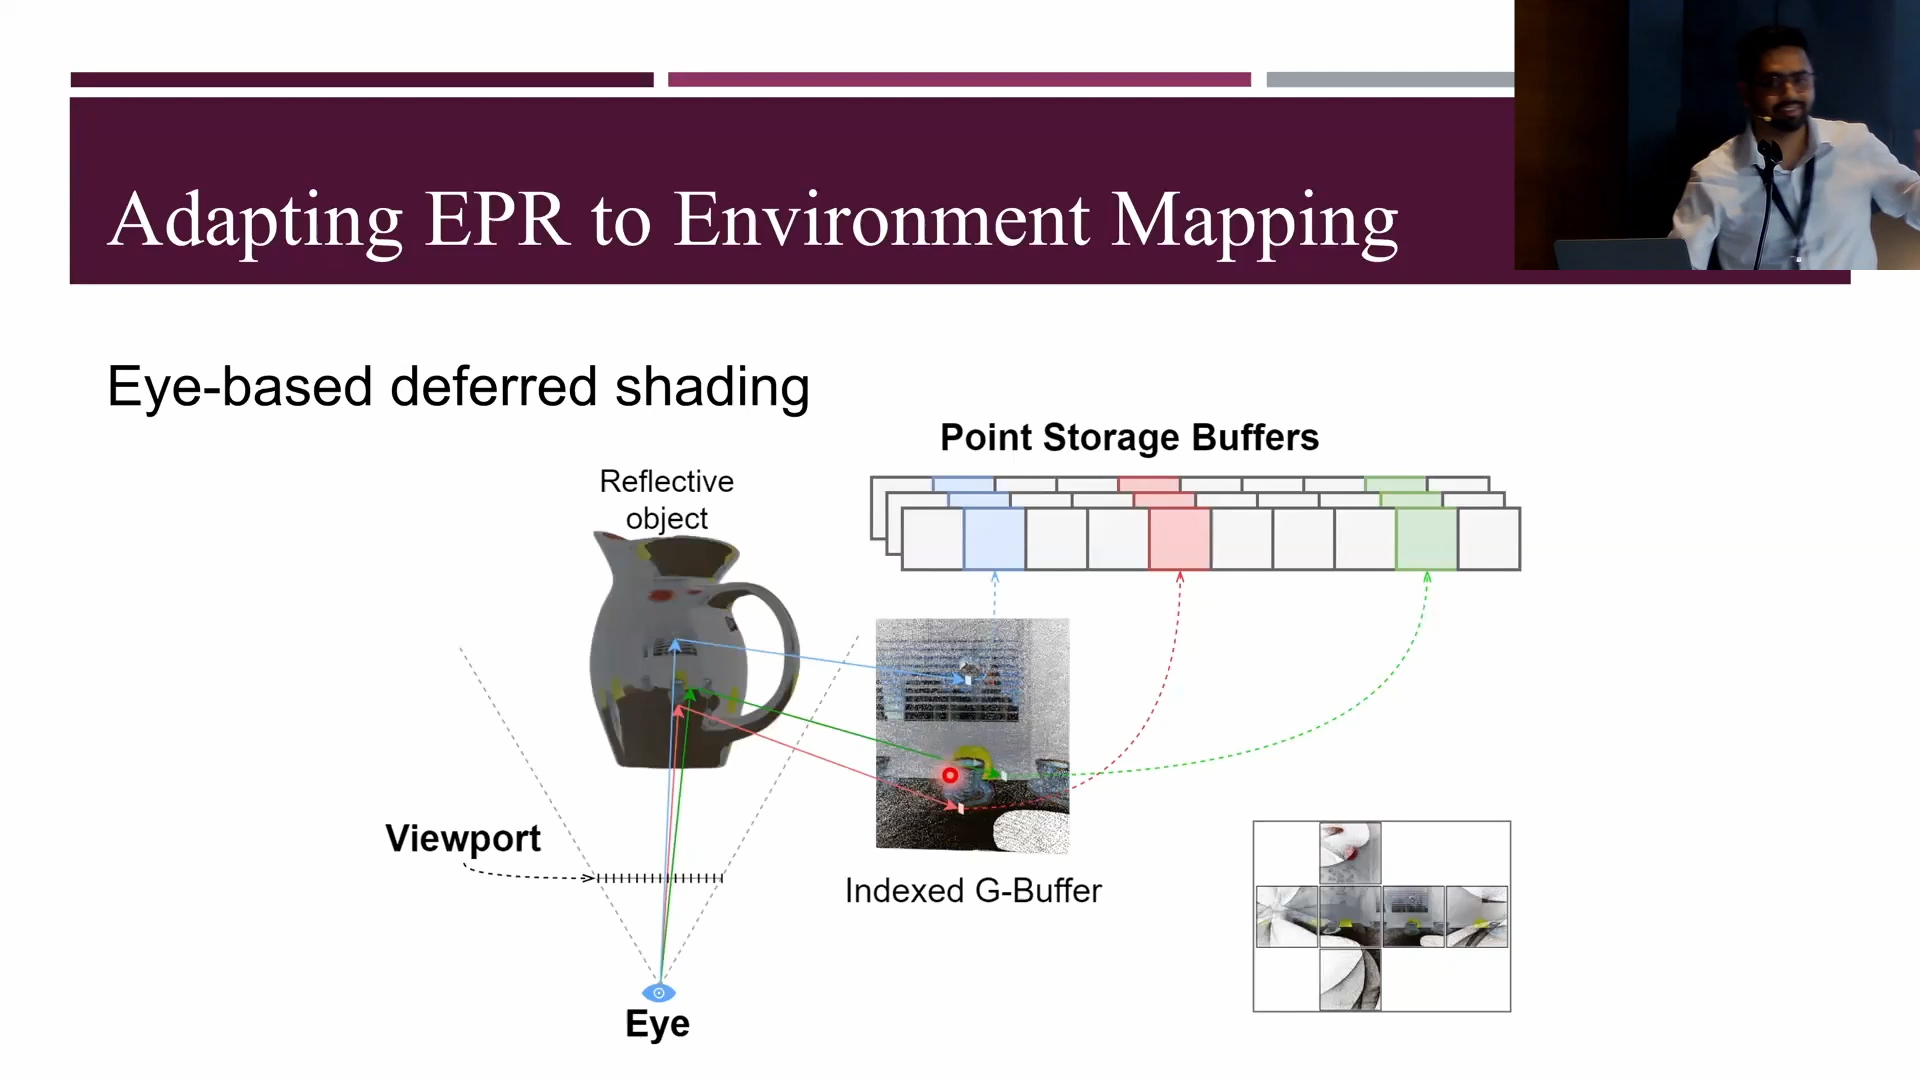 Adapting EPR to Environment Mapping
Eye-based deferred shading
Point Storage Buffers
Reflective
object
Viewport
Indexed G-Buffer
Eye